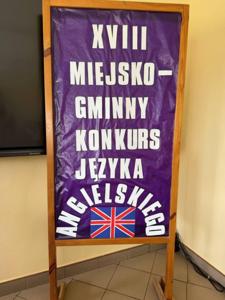 XVIII
MIEJSKO-
GMINNY
KONKURS
JĘZYKA
ANGIELSKIEGO